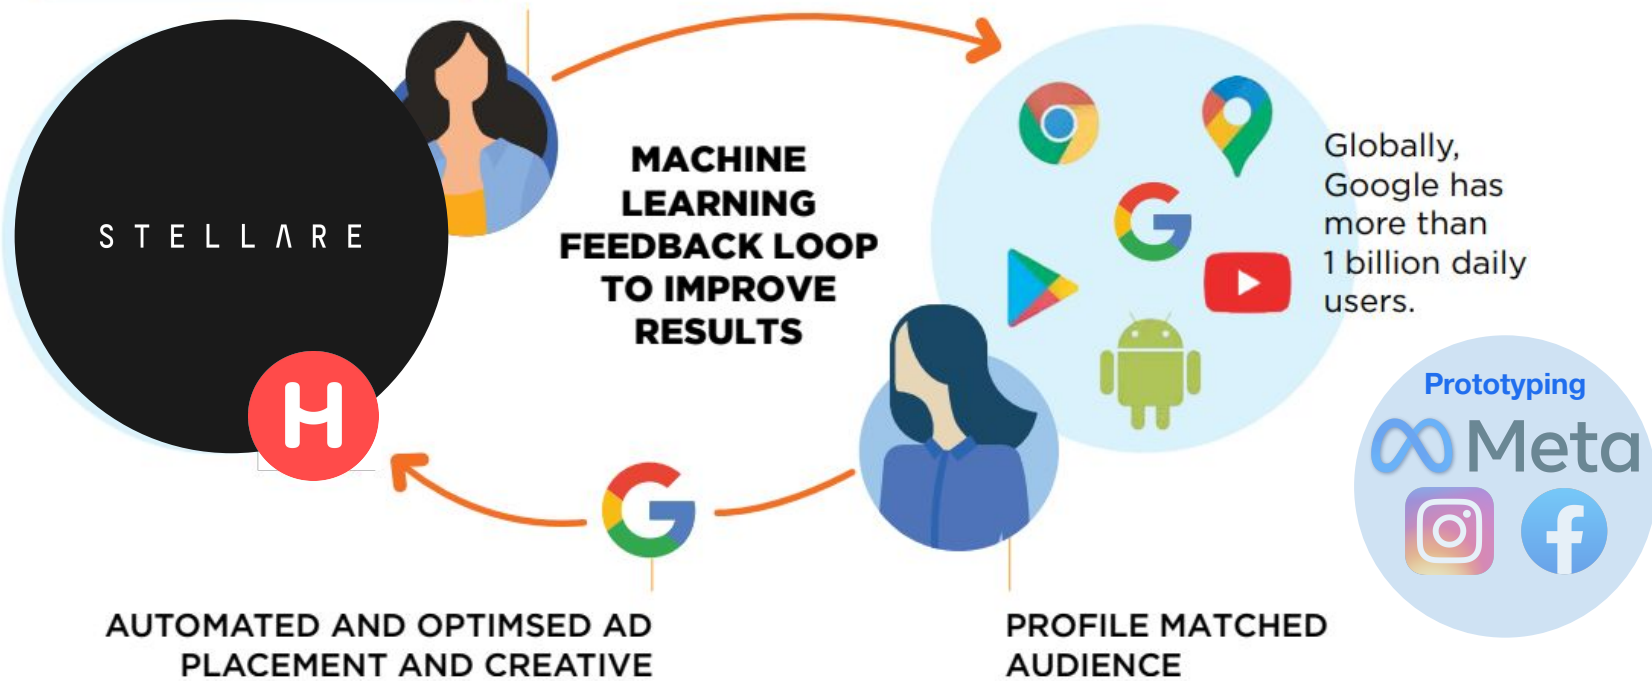 STELLARE
H
MACHINE
LEARNING
FEEDBACK LOOP
TO IMPROVE
RESULTS
G
Globally,
Google has
more than
1 billion daily
users.
Prototyping
Meta
f
G
AUTOMATED AND OPTIMSED AD
PLACEMENT AND CREATIVE
PROFILE MATCHED
AUDIENCE